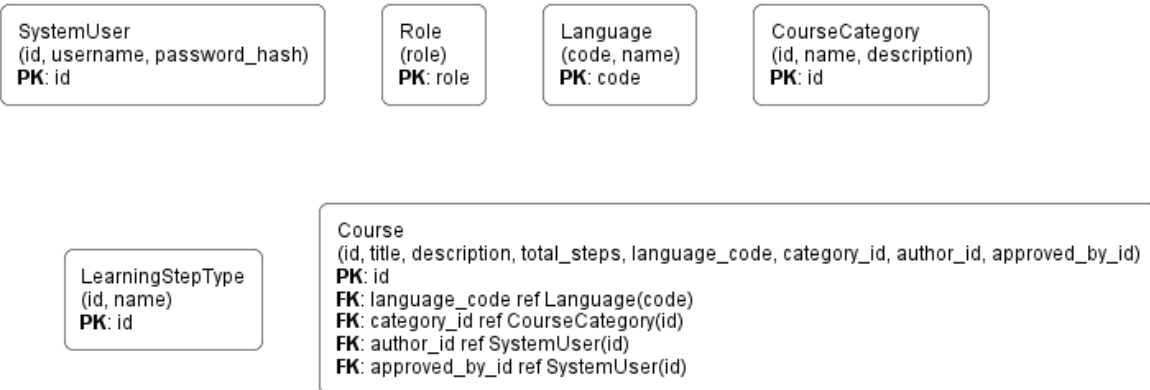 SystemUser
(id, username, password_hash)
PK: id
Role
(role)
PK: role
Language
(code, name)
PK: code
CourseCategory
(id, name, description)
PK: id
LearningStepType
(id, name)
PK: id
Course
(id, title, description, total_steps, language_code, category_id, author_id, approved_by_id)
PK: id
FK: language_code ref Language(code)
FK: category_id ref CourseCategory(id)
FK: author_id ref SystemUser(id)
FK: approved_by_id ref SystemUser(id)